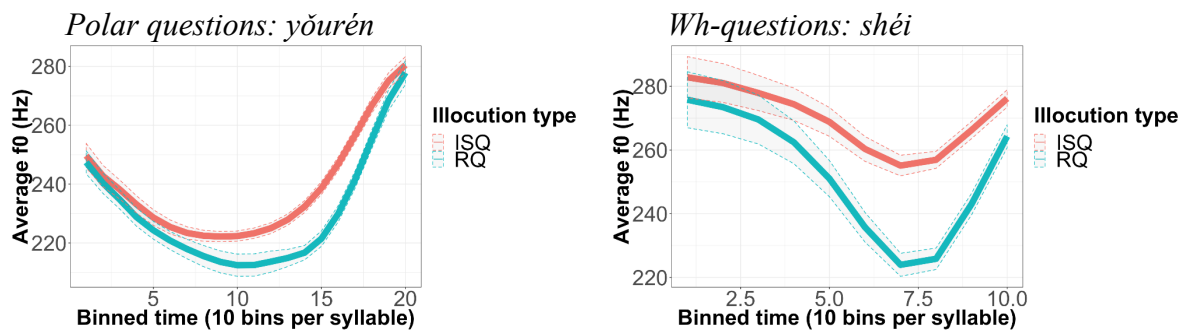 Polar questions: yǒurén
280
260
240
220
Average f0 (Hz)
5
10
15
20
Binned time (10 bins per syllable)
Illocution type
ISQ
RQ
Wh-questions: shéi
280
260
240
220
Average f0 (Hz)
2.5
5.0
7.5
10.0
Binned time (10 bins per syllable)
Illocution type
ISQ
RQ